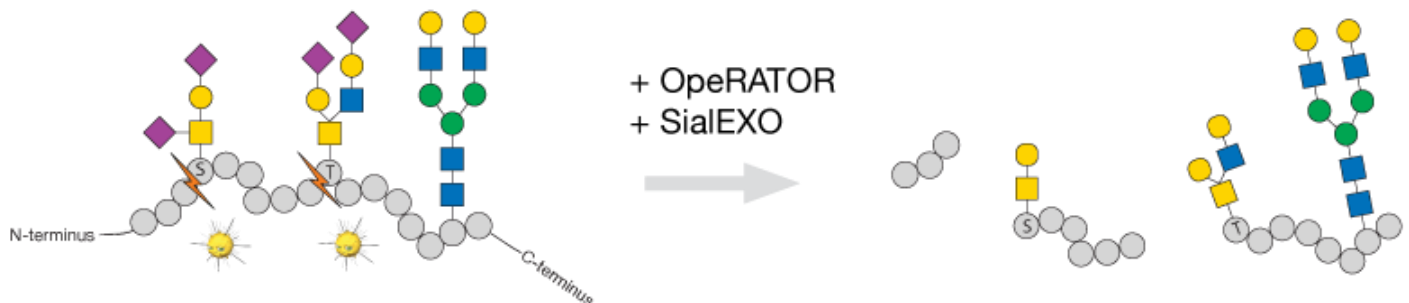 + OpeRATOR
+ SialEXO
S
T
N-terminus
C-terminus
S
T